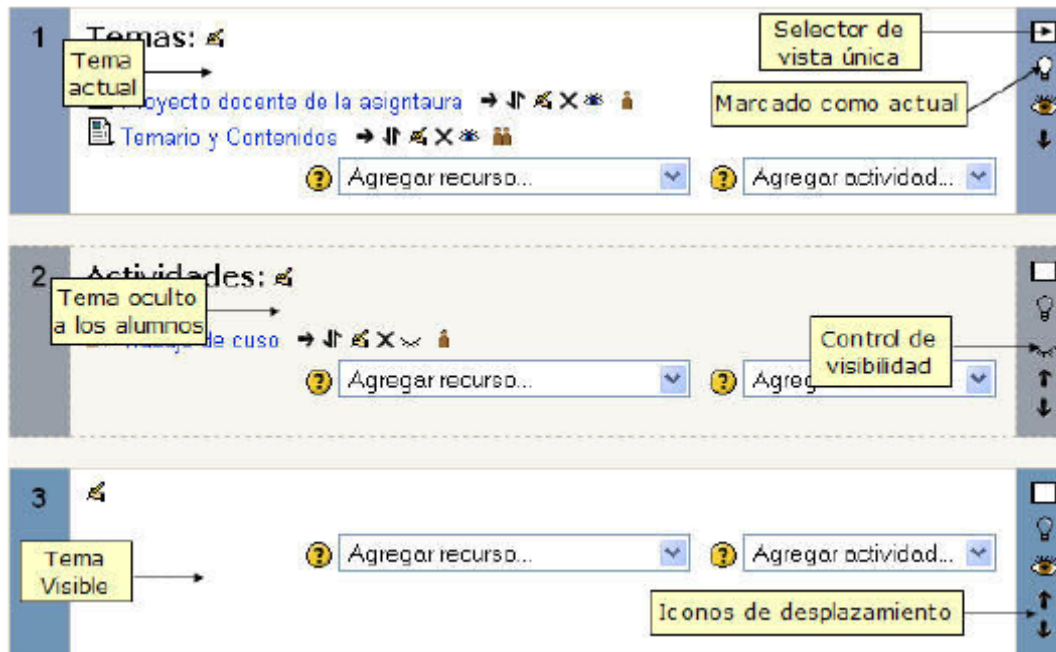 1 Temas:
Tema
actual
Selector de
vista única
Marcado como actual
Proyecto docente de la asigntaura
Temario y Contenidos
Agregar recurso...
Agregar actividad...
2 Actividades:
Tema oculto
a los alumnos
de cuso
Control de
visibilidad
Agregar recurso...
3
Tema
Visible
Agregar recurso...
Agregar actividad...
Iconos de desplazamiento